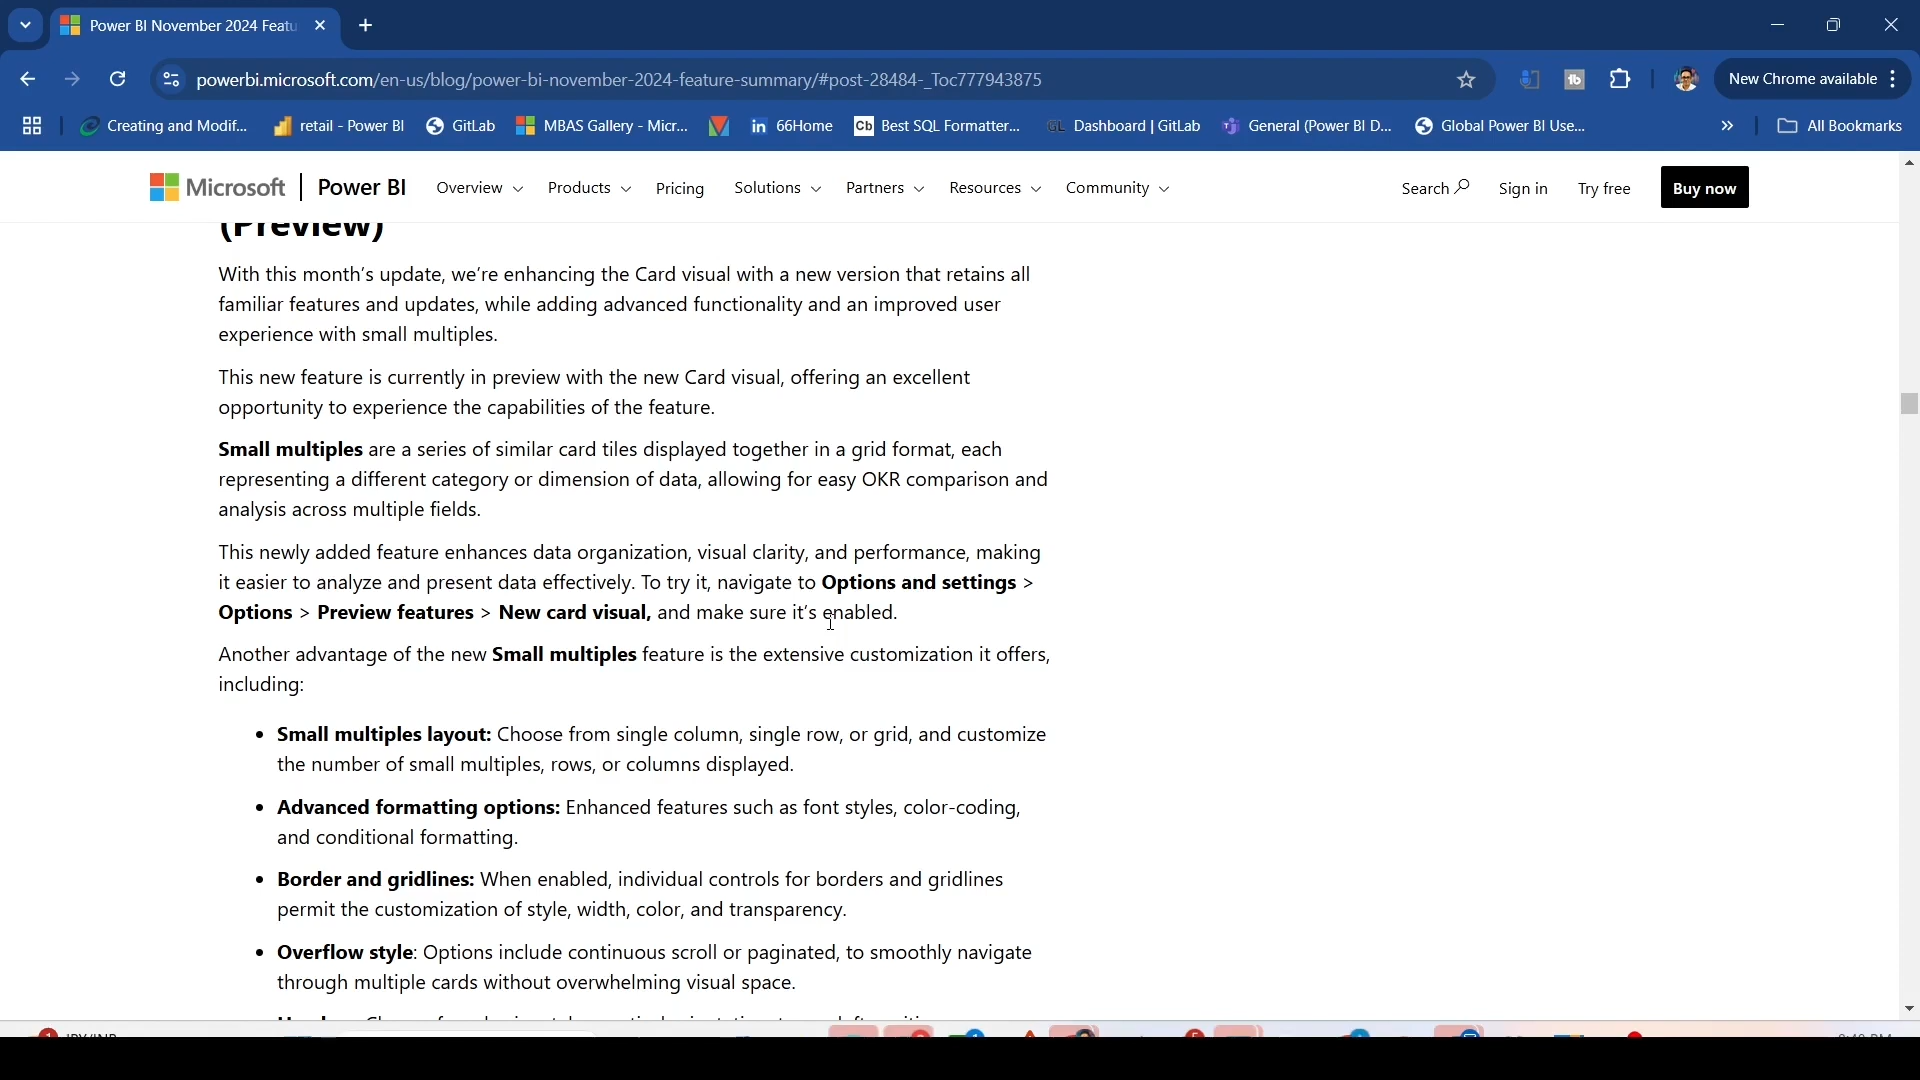 Power BI November 2024 Featu
powerbi.microsoft.com/en-us/blog/power-bi-november-2024-feature-summary/#post-28484-_Toc777943875
New Chrome available
Creating and Modif...
retail - Power BI
GitLab
MBAS Gallery - Micr...
66Home
Best SQL Formatter...
Dashboard | GitLab
General (Power BI D...
Global Power BI Use...
All Bookmarks
Microsoft
Power BI
Overview
Products
Pricing
Solutions
Partners
Resources
Community
Search
Sign in
Try free
Buy now
(Preview)
With this month's update, we're enhancing the Card visual with a new version that retains all
familiar features and updates, while adding advanced functionality and an improved user
experience with small multiples.
This new feature is currently in preview with the new Card visual, offering an excellent
opportunity to experience the capabilities of the feature.
Small multiples are a series of similar card tiles displayed together in a grid format, each
representing a different category or dimension of data, allowing for easy OKR comparison and
analysis across multiple fields.
This newly added feature enhances data organization, visual clarity, and performance, making
it easier to analyze and present data effectively. To try it, navigate to Options and settings >
Options > Preview features > New card visual, and make sure it's enabled.
Another advantage of the new Small multiples feature is the extensive customization it offers,
including:
• Small multiples layout: Choose from single column, single row, or grid, and customize
the number of small multiples, rows, or columns displayed.
• Advanced formatting options: Enhanced features such as font styles, color-coding,
and conditional formatting.
• Border and gridlines: When enabled, individual controls for borders and gridlines
permit the customization of style, width, color, and transparency.
• Overflow style: Options include continuous scroll or paginated, to smoothly navigate
through multiple cards without overwhelming visual space.